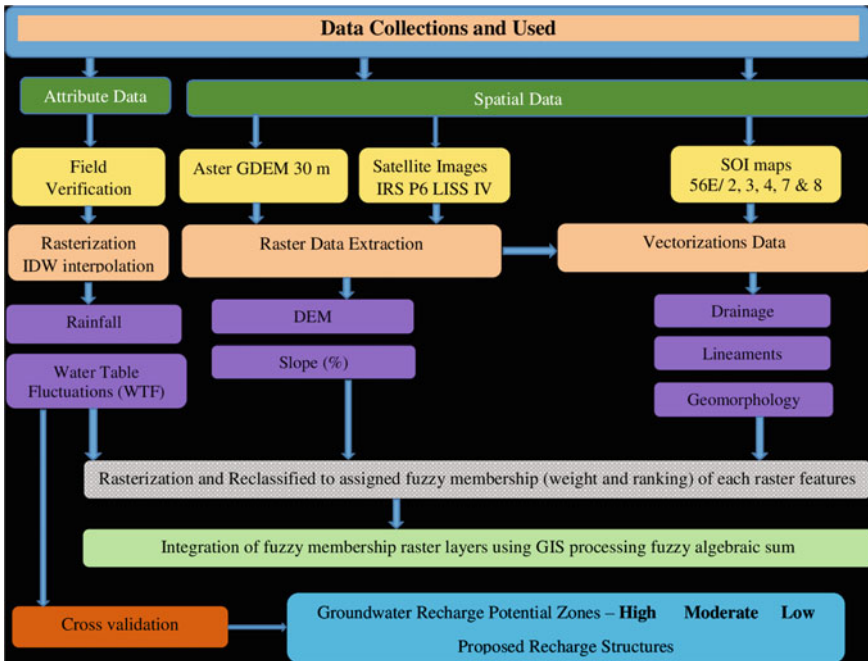 Data Collections and Used
Attribute Data
Spatial Data
Field
Verification
Aster GDEM 30 m
Satellite Images
IRS P6 LISS IV
SOI maps
56E/ 2, 3, 4, 7 & 8
Rasterization
IDW interpolation
Raster Data Extraction
Vectorizations Data
Rainfall
DEM
Drainage
Water Table
Fluctuations (WTF)
Slope (%)
Lineaments
Geomorphology
Rasterization and Reclassified to assigned fuzzy membership (weight and ranking) of each raster features
Integration of fuzzy membership raster layers using GIS processing fuzzy algebraic sum
Cross validation
Groundwater Recharge Potential Zones – High Moderate Low
Proposed Recharge Structures